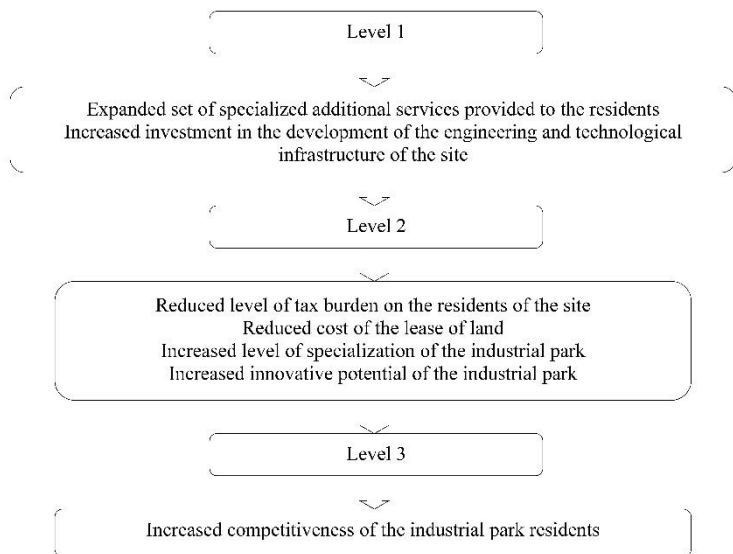 Level 1
Expanded set of specialized additional services provided to the residents
Increased investment in the development of the engineering and technological
infrastructure of the site
Level 2
Reduced level of tax burden on the residents of the site
Reduced cost of the lease of land
Increased level of specialization of the industrial park
Increased innovative potential of the industrial park
Level 3
Increased competitiveness of the industrial park residents